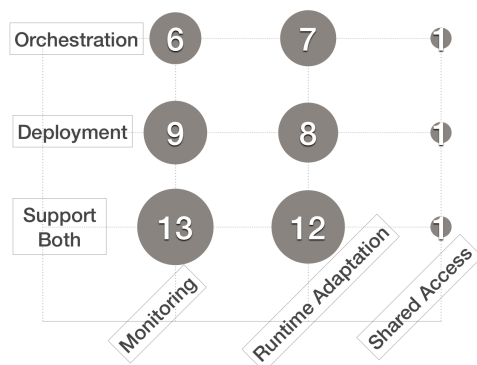 Orchestration 6 7 1
Deployment 9 8 1
Support
Both
13 12 1
Monitoring
Runtime Adaptation
Shared Access